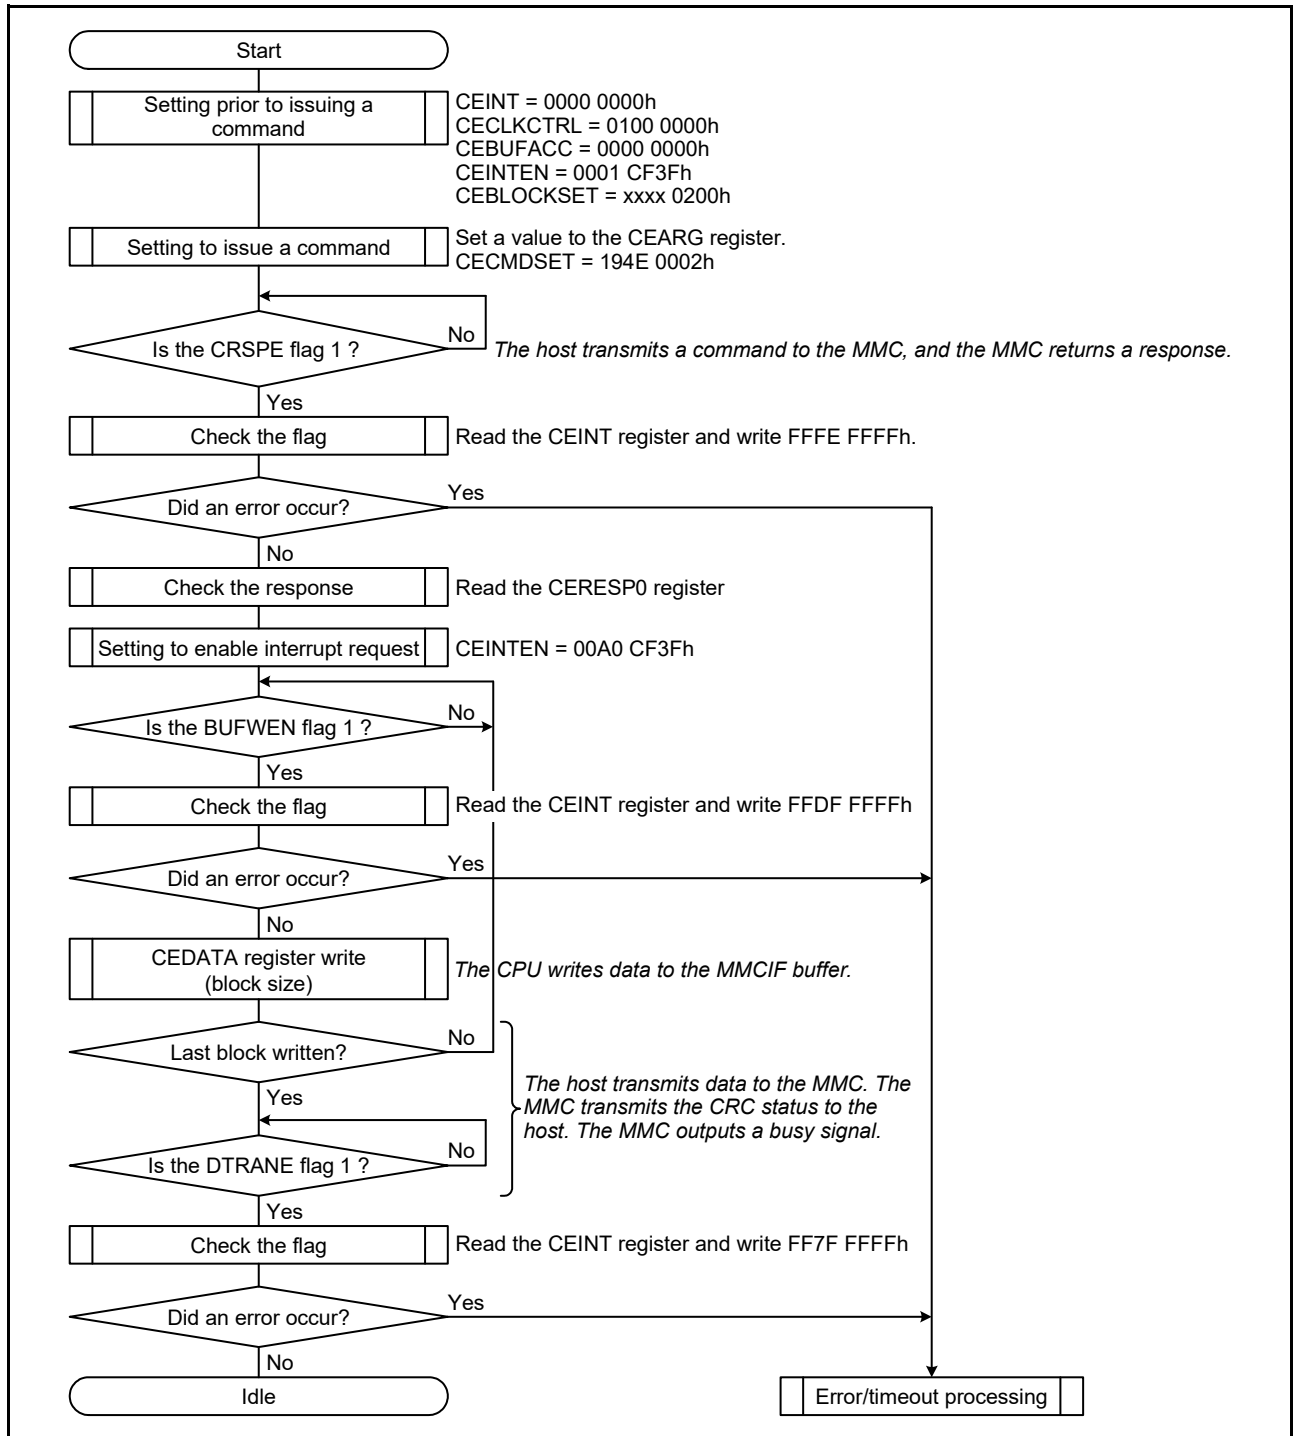 Start
Setting prior to issuing a
command
CEINT = 0000 0000h
CECLKCTRL = 0100 0000h
CEBUFACC = 0000 0000h
CEINTEN = 0001 CF3Fh
CEBLOCKSET = xxxx 0200h
Setting to issue a command
Set a value to the CEARG register.
CECMDSET = 194E 0002h
Is the CRSPE flag 1 ?
No
The host transmits a command to the MMC, and the MMC returns a response.
Yes
Check the flag
Read the CEINT register and write FFFE FFFFh.
Did an error occur?
Yes
No
Check the response
Read the CERESP0 register
Setting to enable interrupt request
CEINTEN = 00A0 CF3Fh
Is the BUFWEN flag 1 ?
No
Yes
Check the flag
Read the CEINT register and write FFDF FFFFh
Did an error occur?
Yes
No
CEDATA register write
(block size)
The CPU writes data to the MMCIF buffer.
Last block written?
No
Yes
The host transmits data to the MMC. The
MMC transmits the CRC status to the
host. The MMC outputs a busy signal.
Is the DTRANE flag 1 ?
No
Yes
Check the flag
Read the CEINT register and write FF7F FFFFh
Did an error occur?
Yes
No
Idle
Error/timeout processing